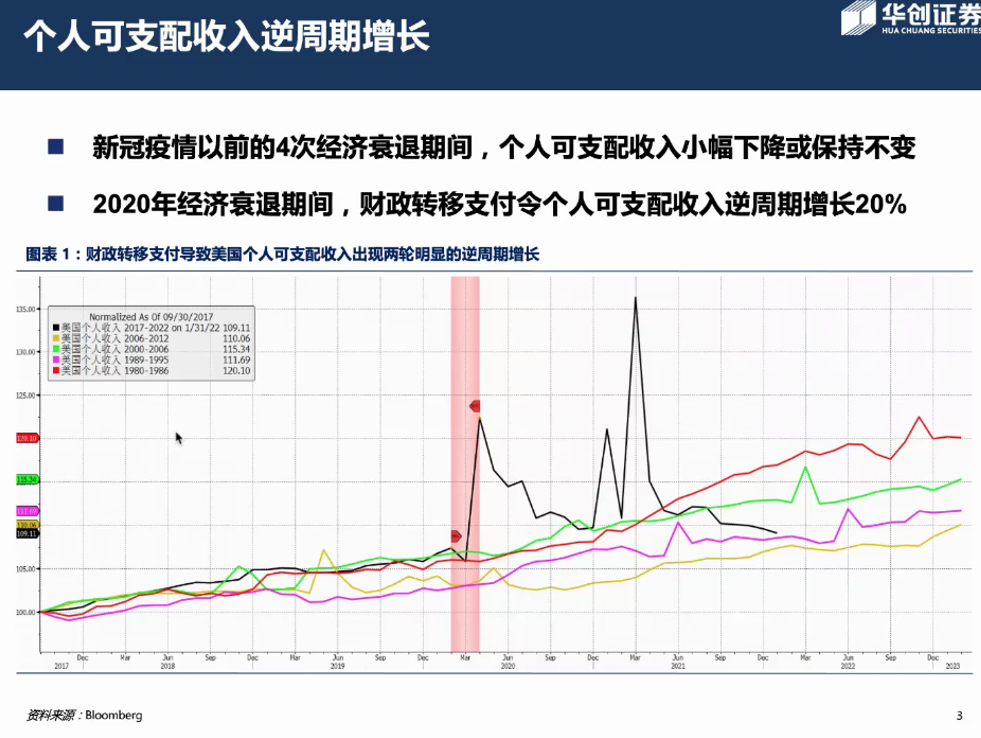 个人可支配收入逆周期增长
华创证券
HUA CHUANG SECURITIES
新冠疫情以前的4次经济衰退期间，个人可支配收入小幅下降或保持不变
2020年经济衰退期间，财政转移支付令个人可支配收入逆周期增长20%
图表 1：财政转移支付导致美国个人可支配收入出现两轮明显的逆周期增长
Normalized As Of 09/30/2017
美国个人收入 2017-2022 on 1/31/22 109.11
美国个人收入 2006-2012 110.06
美国个人收入 2000-2006 115.34
美国个人收入 1989-1995 111.69
美国个人收入 1980-1986 120.10
135.00
130.00
125.00
120.10
115.34
111.69
110.06
109.11
105.00
100.00
Dec Mar Jun Sep Dec Mar Jun Sep Dec Mar Jun Sep Dec Mar Jun Sep Dec Mar Jun Sep Dec
2017 2018 2019 2020 2021 2022 2023
资料来源：Bloomberg
3